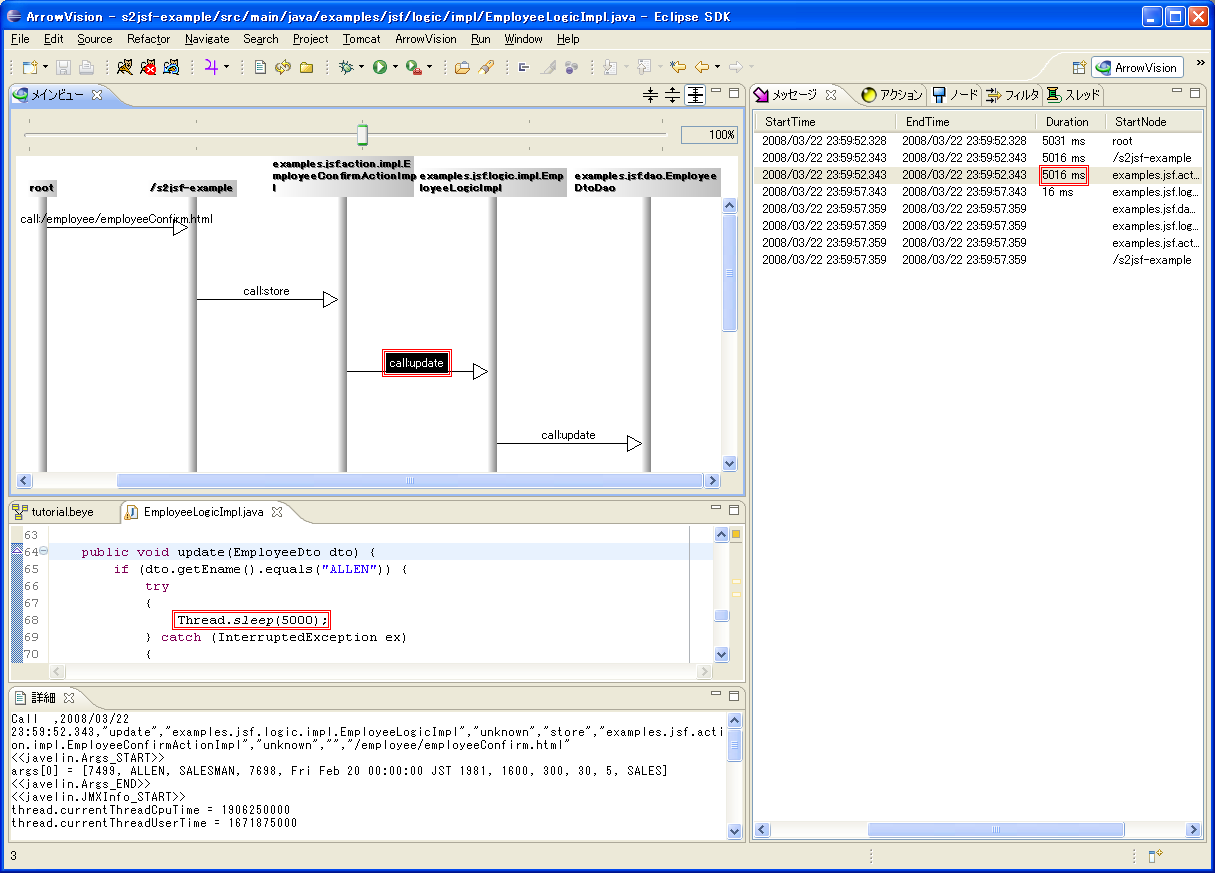 ArrowVision - s2jsf-example/src/main/java/examples/jsf/logic/impl/EmployeeLogicImpl.java - Eclipse SDK
File Edit Source Refactor Navigate Search Project Tomcat ArrowVision Run Window Help
ArrowVision
メインビュー
100%
root
/s2jsf-example
examples.jsf.action.impl.E
mployeeConfirmActionImp
l
examples.jsf.logic.impl.Emp
loyeeLogicImpl
examples.jsf.dao.Employee
DtoDao
call:/employee/employeeConfirm.html
call:store
call:update
call:update
tutorial.beye EmployeeLogicImpl.java
63
64 public void update(EmployeeDto dto) {
65 if (dto.getEname().equals("ALLEN")) {
66 try
67 {
68 Thread.sleep(5000);
69 } catch (InterruptedException ex)
70 {
詳細
Call ,2008/03/22
23:59:52.343,"update","examples.jsf.logic.impl.EmployeeLogicImpl","unknown","store","examples.jsf.acti
on.impl.EmployeeConfirmActionImpl","unknown","","/employee/employeeConfirm.html"
<<javelin.Args_START>>
args[0] = [7499, ALLEN, SALESMAN, 7698, Fri Feb 20 00:00:00 JST 1981, 1600, 300, 30, 5, SALES]
<<javelin.Args_END>>
<<javelin.JMXInfo_START>>
thread.currentThreadCpuTime = 1906250000
thread.currentThreadUserTime = 1671875000
メッセージ アクション ノード フィルタ スレッド
StartTime EndTime Duration StartNode
2008/03/22 23:59:52.328 2008/03/22 23:59:57.359 5031 ms root
2008/03/22 23:59:52.343 2008/03/22 23:59:57.359 5016 ms /s2jsf-example
2008/03/22 23:59:52.343 2008/03/22 23:59:57.359 5016 ms examples.jsf.act...
2008/03/22 23:59:57.343 2008/03/22 23:59:57.343 16 ms examples.jsf.log...
2008/03/22 23:59:57.359 2008/03/22 23:59:57.359 examples.jsf.da...
2008/03/22 23:59:57.359 2008/03/22 23:59:57.359 examples.jsf.log...
2008/03/22 23:59:57.359 2008/03/22 23:59:57.359 examples.jsf.act...
2008/03/22 23:59:57.359 2008/03/22 23:59:57.359 /s2jsf-example
3